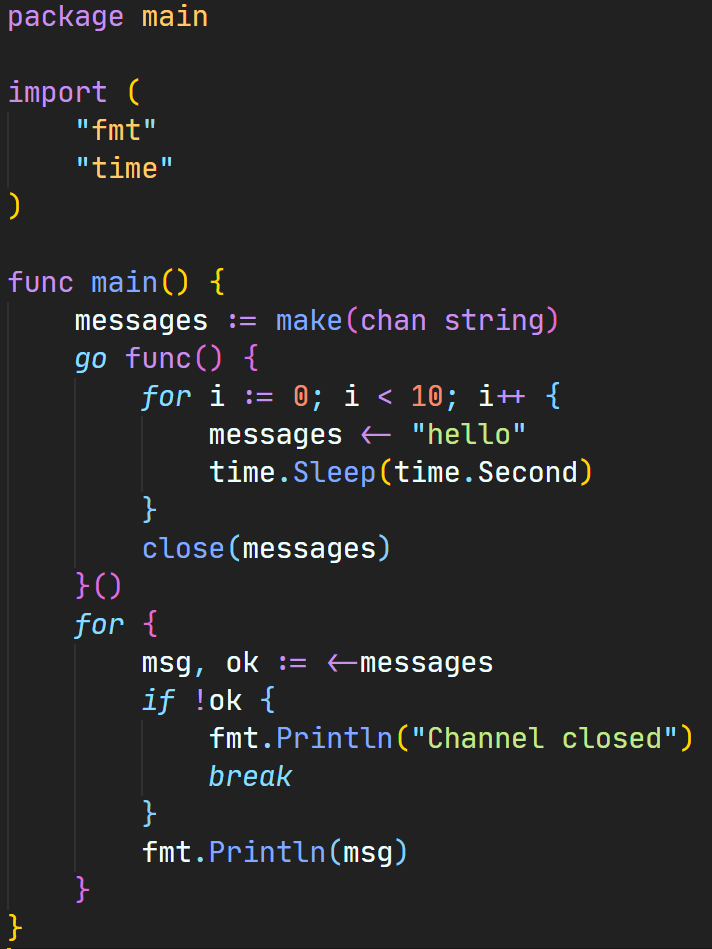 package main

import (
    "fmt"
    "time"
)

func main() {
    messages := make(chan string)
    go func() {
        for i := 0; i < 10; i++ {
            messages <- "hello"
            time.Sleep(time.Second)
        }
        close(messages)
    }()
    for {
        msg, ok := <-messages
        if !ok {
            fmt.Println("Channel closed")
            break
        }
        fmt.Println(msg)
    }
}